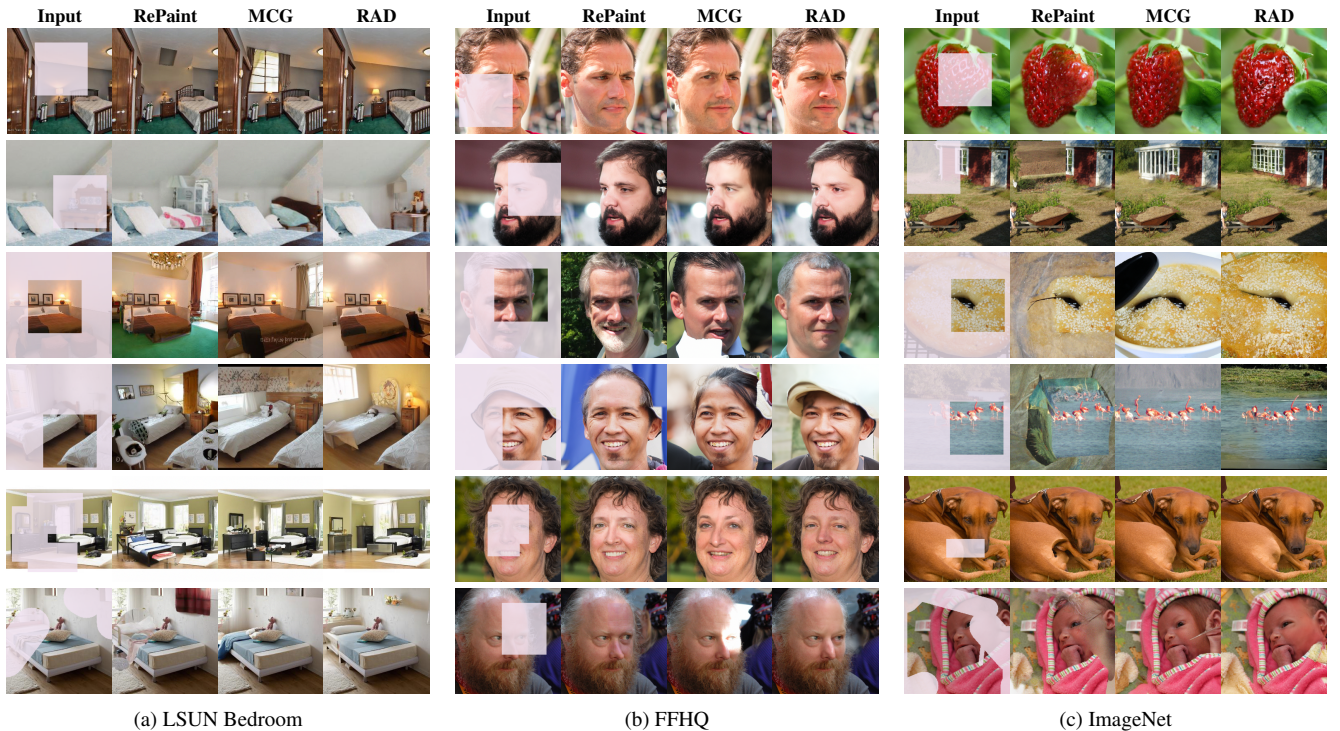 Input RePaint MCG RAD Input RePaint MCG RAD Input RePaint MCG RAD
(a) LSUN Bedroom (b) FFHQ (c) ImageNet